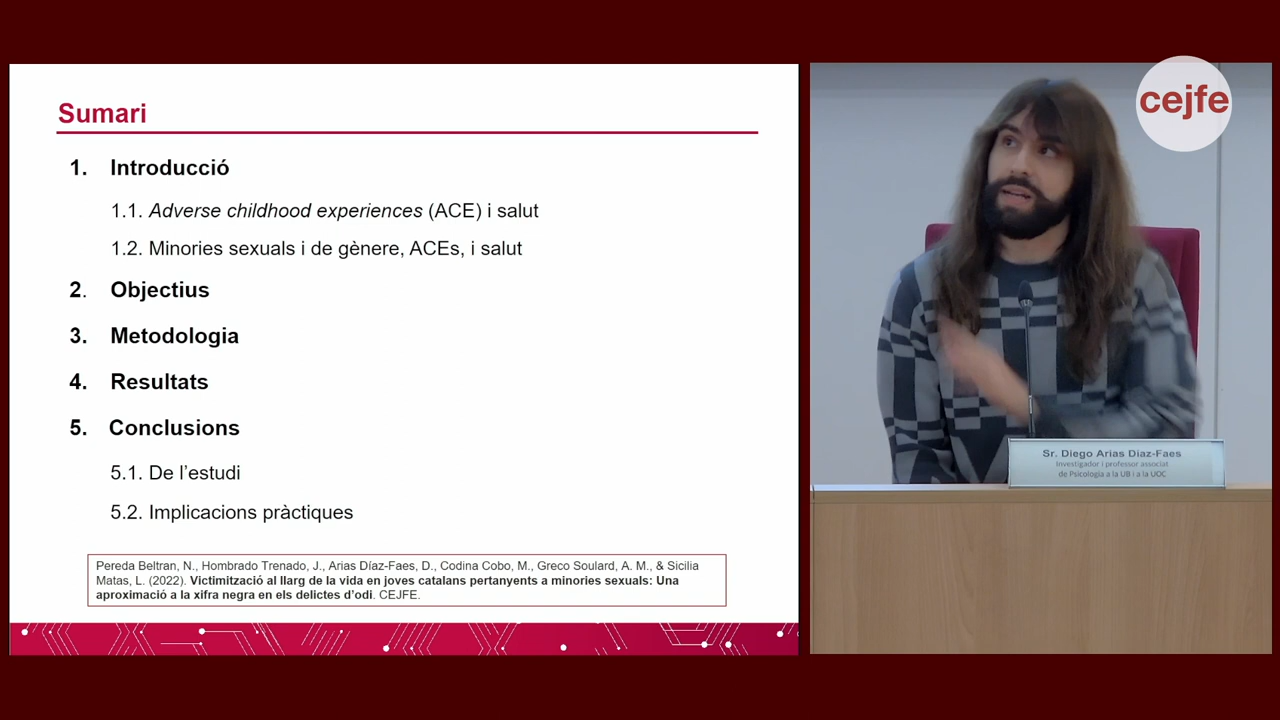 Sumari
1. Introducció
1.1. Adverse childhood experiences (ACE) i salut
1.2. Minories sexuals i de gènere, ACEs, i salut
2. Objectius
3. Metodologia
4. Resultats
5. Conclusions
5.1. De l’estudi
5.2. Implicacions pràctiques
Pereda Beltran, N., Hombrado Trenado, J., Arias Díaz-Faes, D., Codina Cobo, M., Greco Soulard, A. M., & Sicilia
Matas, L. (2022). Victimització al llarg de la vida en joves catalans pertanyents a minories sexuals: Una
aproximació a la xifra negra en els delictes d’odi. CEJFE.
cejfe
Sr. Diego Arias Diaz-Faes
Investigador i professor associat
de Psicologia a la UB i a la UOC